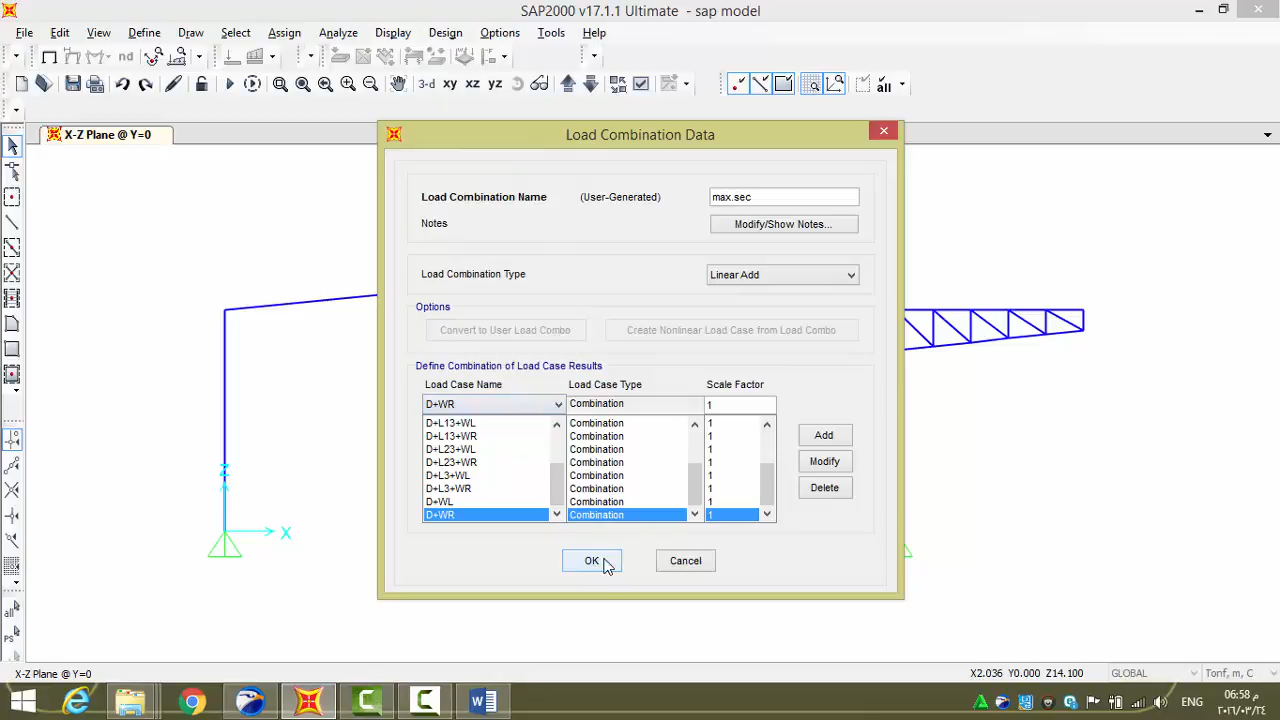 SAP2000 v17.1.1 Ultimate - sap model
File Edit View Define Draw Select Assign Analyze Display Design Options Tools Help
nd
3-d xy xz yz all
X-Z Plane @ Y=0
Load Combination Data
Load Combination Name (User-Generated) max.sec
Notes Modify/Show Notes...
Load Combination Type Linear Add
Options
Convert to User Load Combo Create Nonlinear Load Case from Load Combo
Define Combination of Load Case Results
Load Case Name Load Case Type Scale Factor
D+WR Combination 1
D+L13+WL Combination 1
D+L13+WR Combination 1
D+L23+WL Combination 1
D+L23+WR Combination 1
D+L3+WL Combination 1
D+L3+WR Combination 1
D+WL Combination 1
D+WR Combination 1
Add
Modify
Delete
OK Cancel
Z
X
all
PS
X-Z Plane @ Y=0 X2.036 Y0.000 Z14.100 GLOBAL Tonf, m, C
ENG
06:58 م
٢٠١٦/٠٣/٢٤